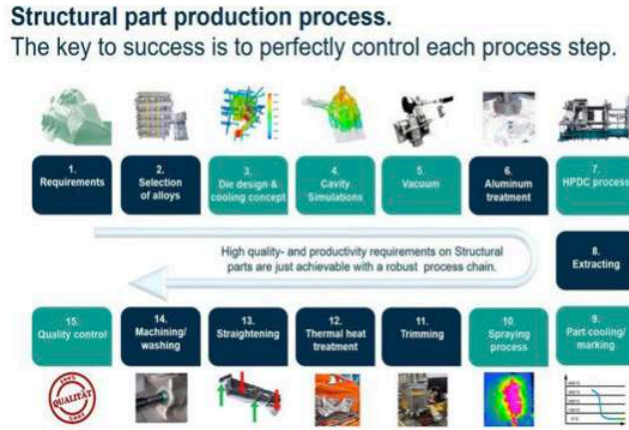 Structural part production process.
The key to success is to perfectly control each process step.
1.
Requirements
2.
Selection
of alloys
3.
Die design &
cooling concept
4.
Cavity
Simulations
5.
Vacuum
6.
Aluminum
treatment
7.
HPDC process
High quality- and productivity requirements on Structural
parts are just achievable with a robust process chain.
8.
Extracting
15.
Quality control
14.
Machining/
washing
13.
Straightening
12.
Thermal heat
treatment
11.
Trimming
10.
Spraying
process
9.
Part cooling/
marking
QUALITÄT